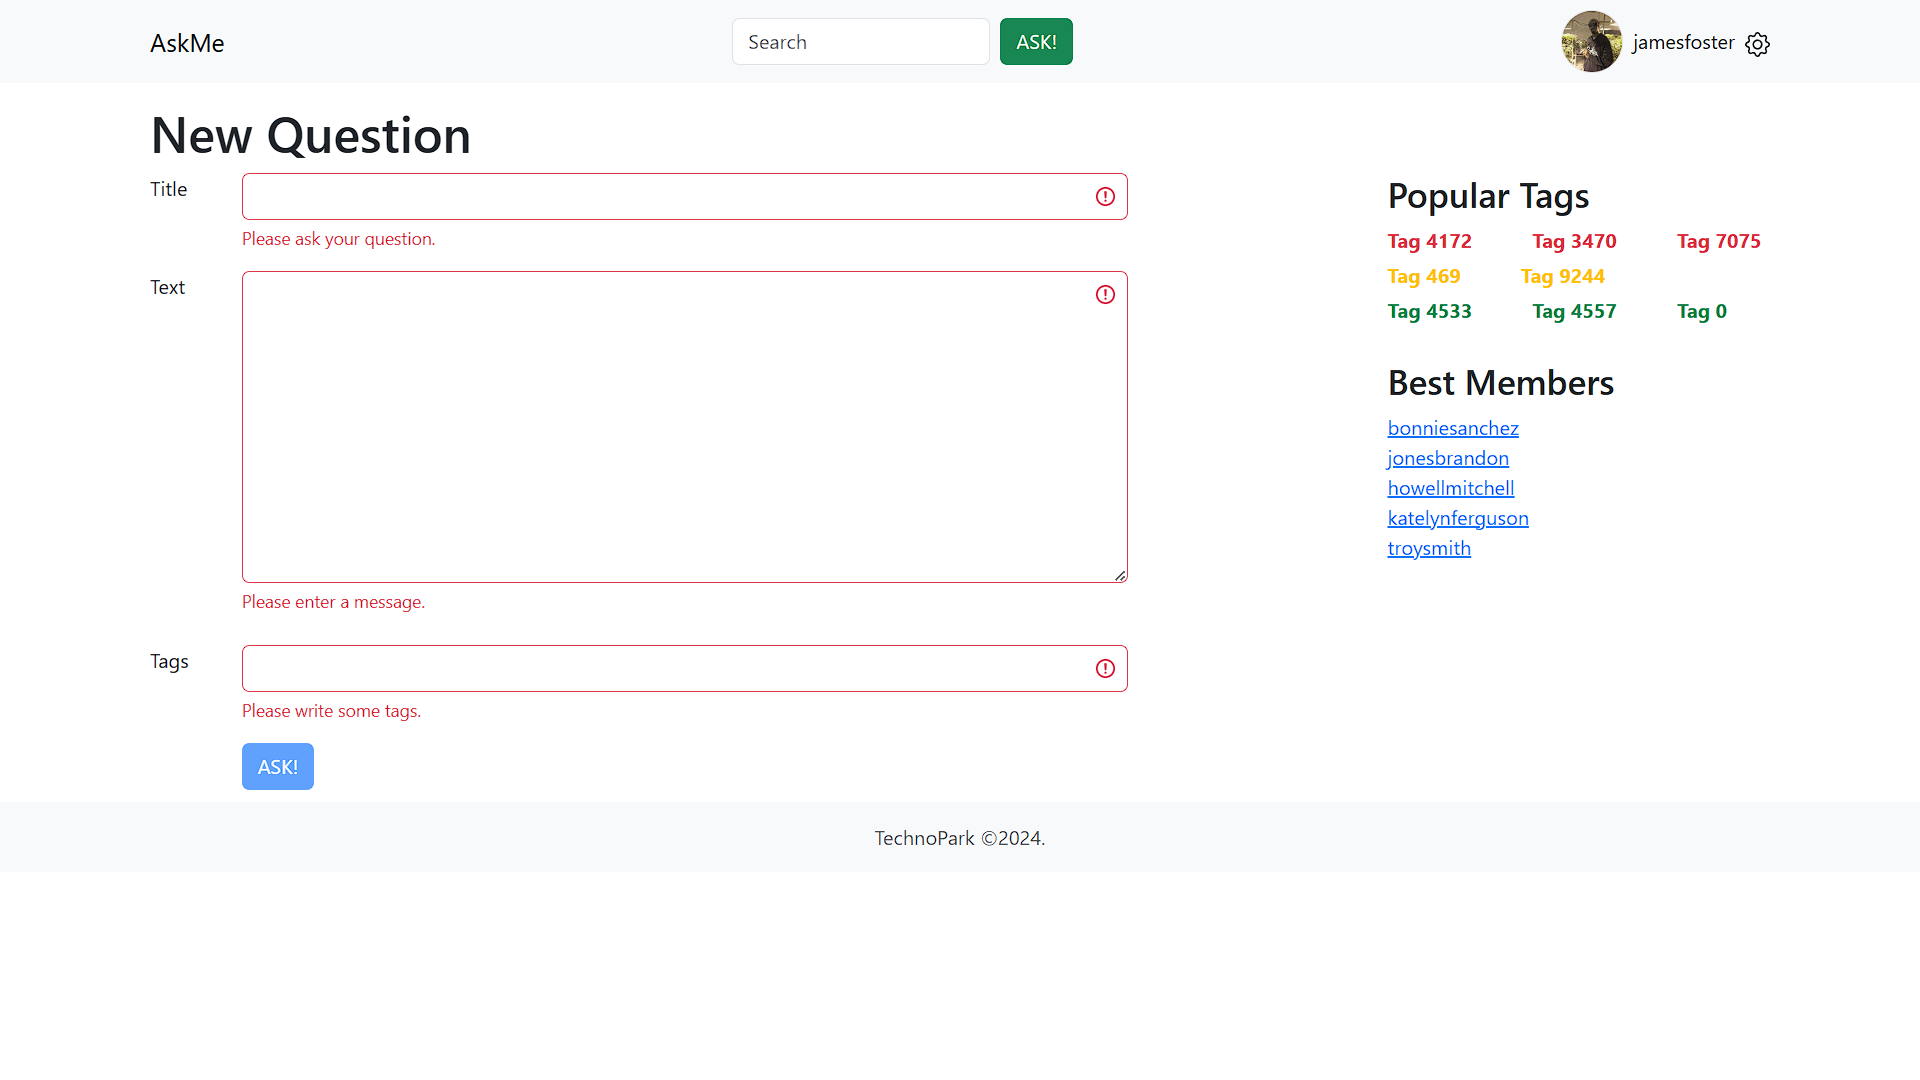 AskMe
Search
ASK!
jamesfoster
New Question
Title
Please ask your question.
Text
Please enter a message.
Tags
Please write some tags.
ASK!
Popular Tags
Tag 4172 Tag 3470 Tag 7075
Tag 469 Tag 9244
Tag 4533 Tag 4557 Tag 0
Best Members
bonniesanchez
jonesbrandon
howellmitchell
katelynferguson
troysmith
TechnoPark ©2024.